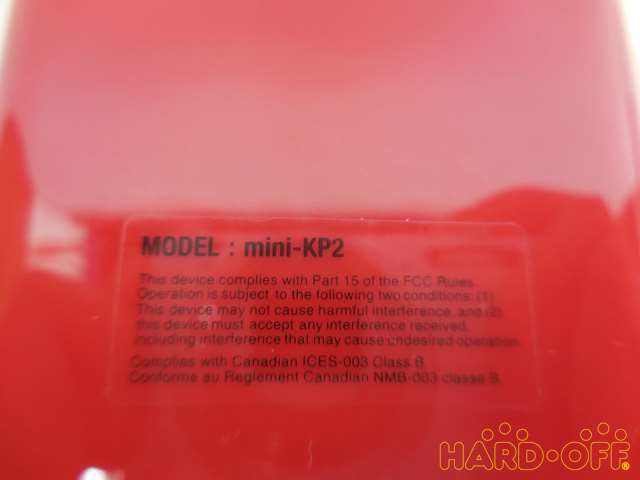 MODEL : mini-KP2
This device complies with Part 15 of the FCC Rules.
Operation is subject to the following two conditions: (1)
This device may not cause harmful interference, and (2)
this device must accept any interference received,
including interference that may cause undesired operation.
Complies with Canadian ICES-003 Class B.
Conforme au Reglement Canadian NMB-003 classe B.
HARD-OFF®